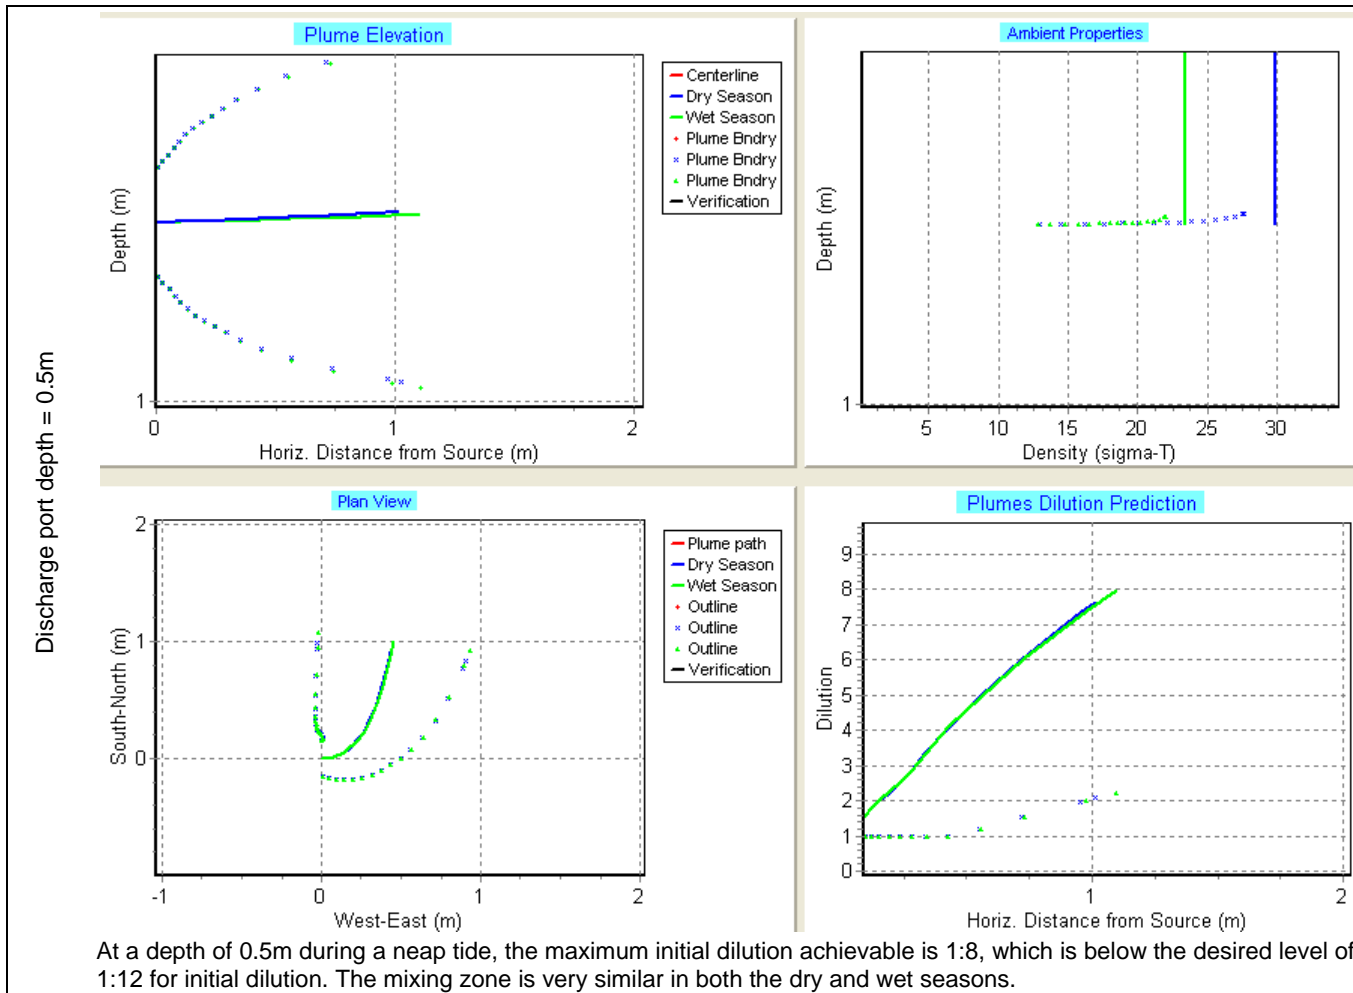 Discharge port depth = 0.5m
Plume Elevation
Depth (m)
1
0
1
2
Horiz. Distance from Source (m)
Centerline
Dry Season
Wet Season
Plume Bndry
Plume Bndry
Plume Bndry
Verification
Ambient Properties
Depth (m)
1
5
10
15
20
25
30
Density (sigma-T)
Plan View
South-North (m)
2
1
0
-1
0
1
2
West-East (m)
Plume path
Dry Season
Wet Season
Outline
Outline
Outline
Verification
Plumes Dilution Prediction
Dilution
9
8
7
6
5
4
3
2
1
0
1
2
Horiz. Distance from Source (m)
At a depth of 0.5m during a neap tide, the maximum initial dilution achievable is 1:8, which is below the desired level of
1:12 for initial dilution. The mixing zone is very similar in both the dry and wet seasons.